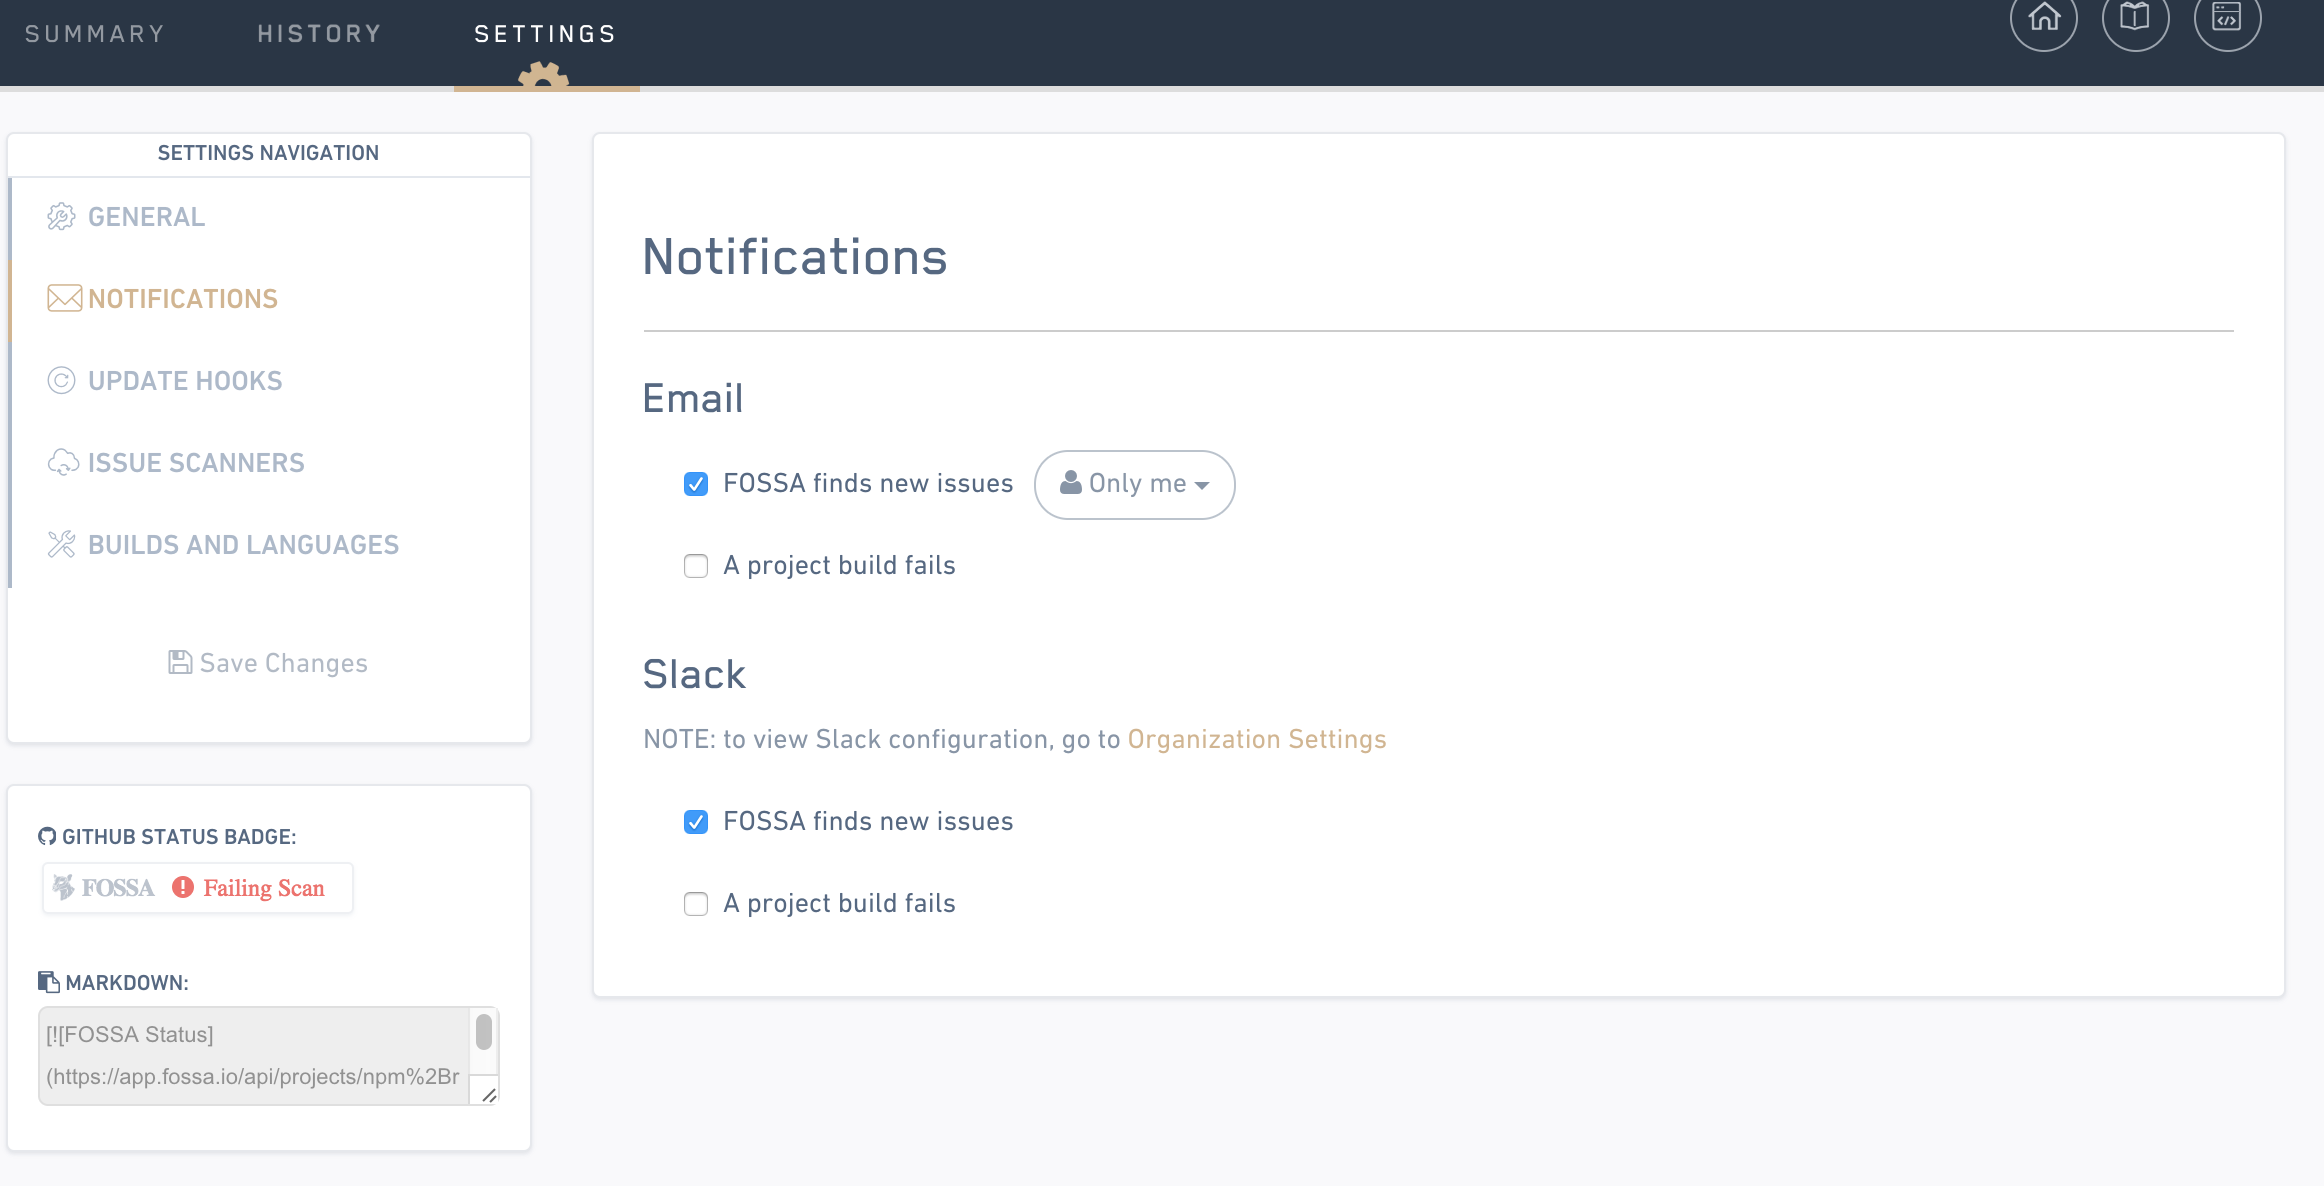 SUMMARY HISTORY SETTINGS
SETTINGS NAVIGATION
GENERAL
NOTIFICATIONS
UPDATE HOOKS
ISSUE SCANNERS
BUILDS AND LANGUAGES
Save Changes
GITHUB STATUS BADGE:
FOSSA Failing Scan
MARKDOWN:
[![FOSSA Status]
(https://app.fossa.io/api/projects/npm%2Br
Notifications
Email
FOSSA finds new issues Only me
A project build fails
Slack
NOTE: to view Slack configuration, go to Organization Settings
FOSSA finds new issues
A project build fails